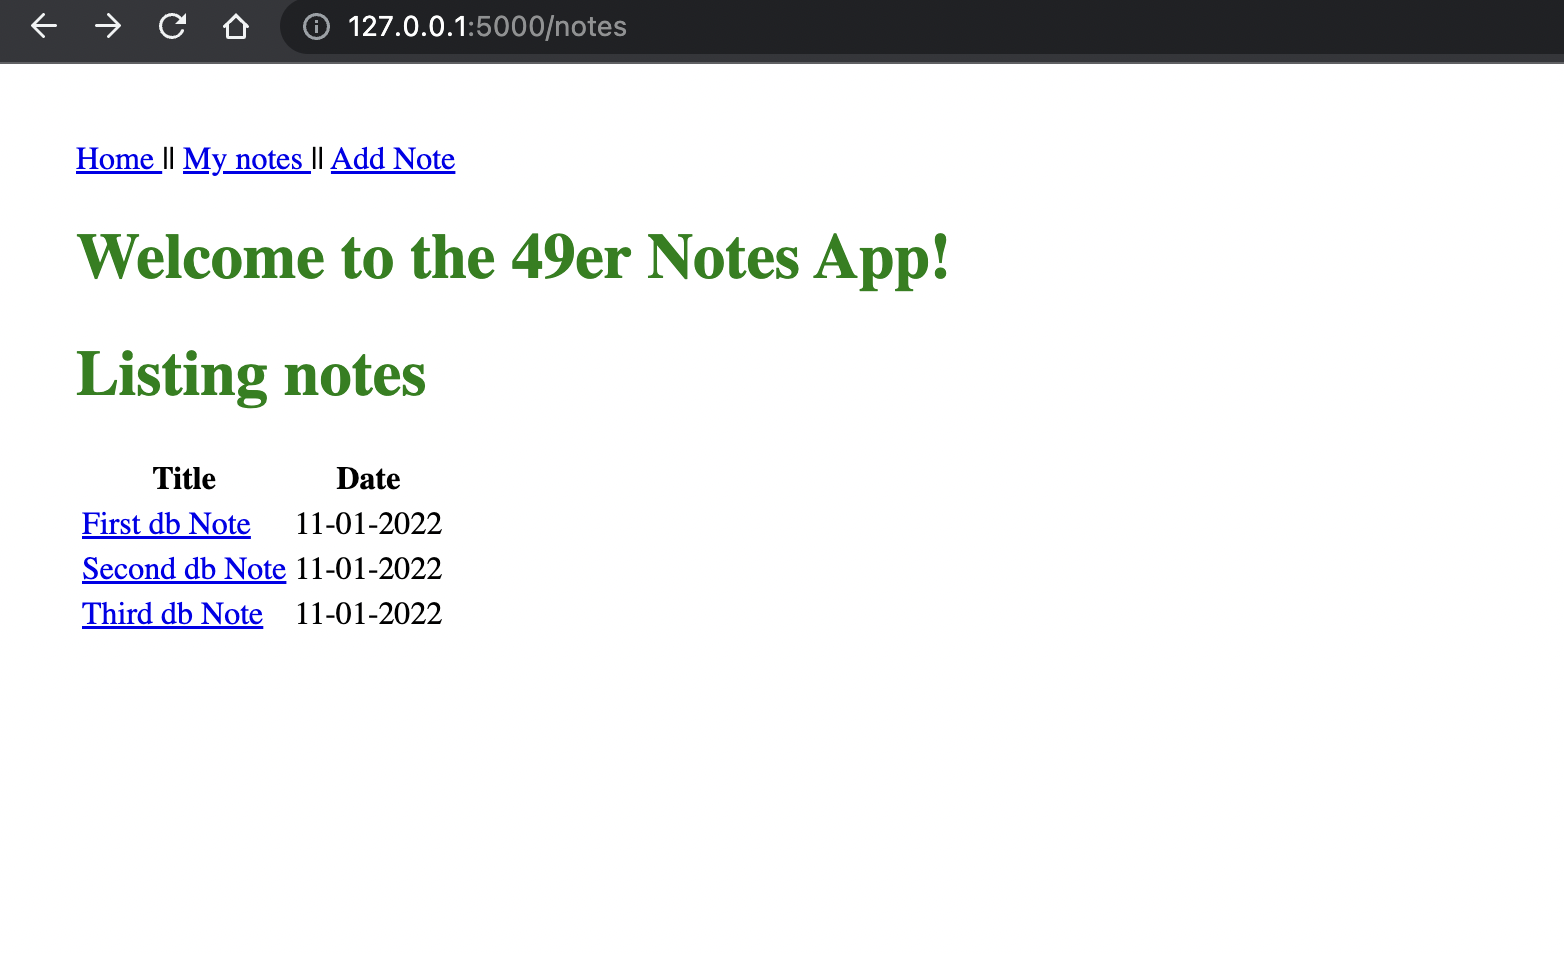 127.0.0.1:5000/notes
Home || My notes || Add Note
Welcome to the 49er Notes App!
Listing notes
Title Date
First db Note 11-01-2022
Second db Note 11-01-2022
Third db Note 11-01-2022